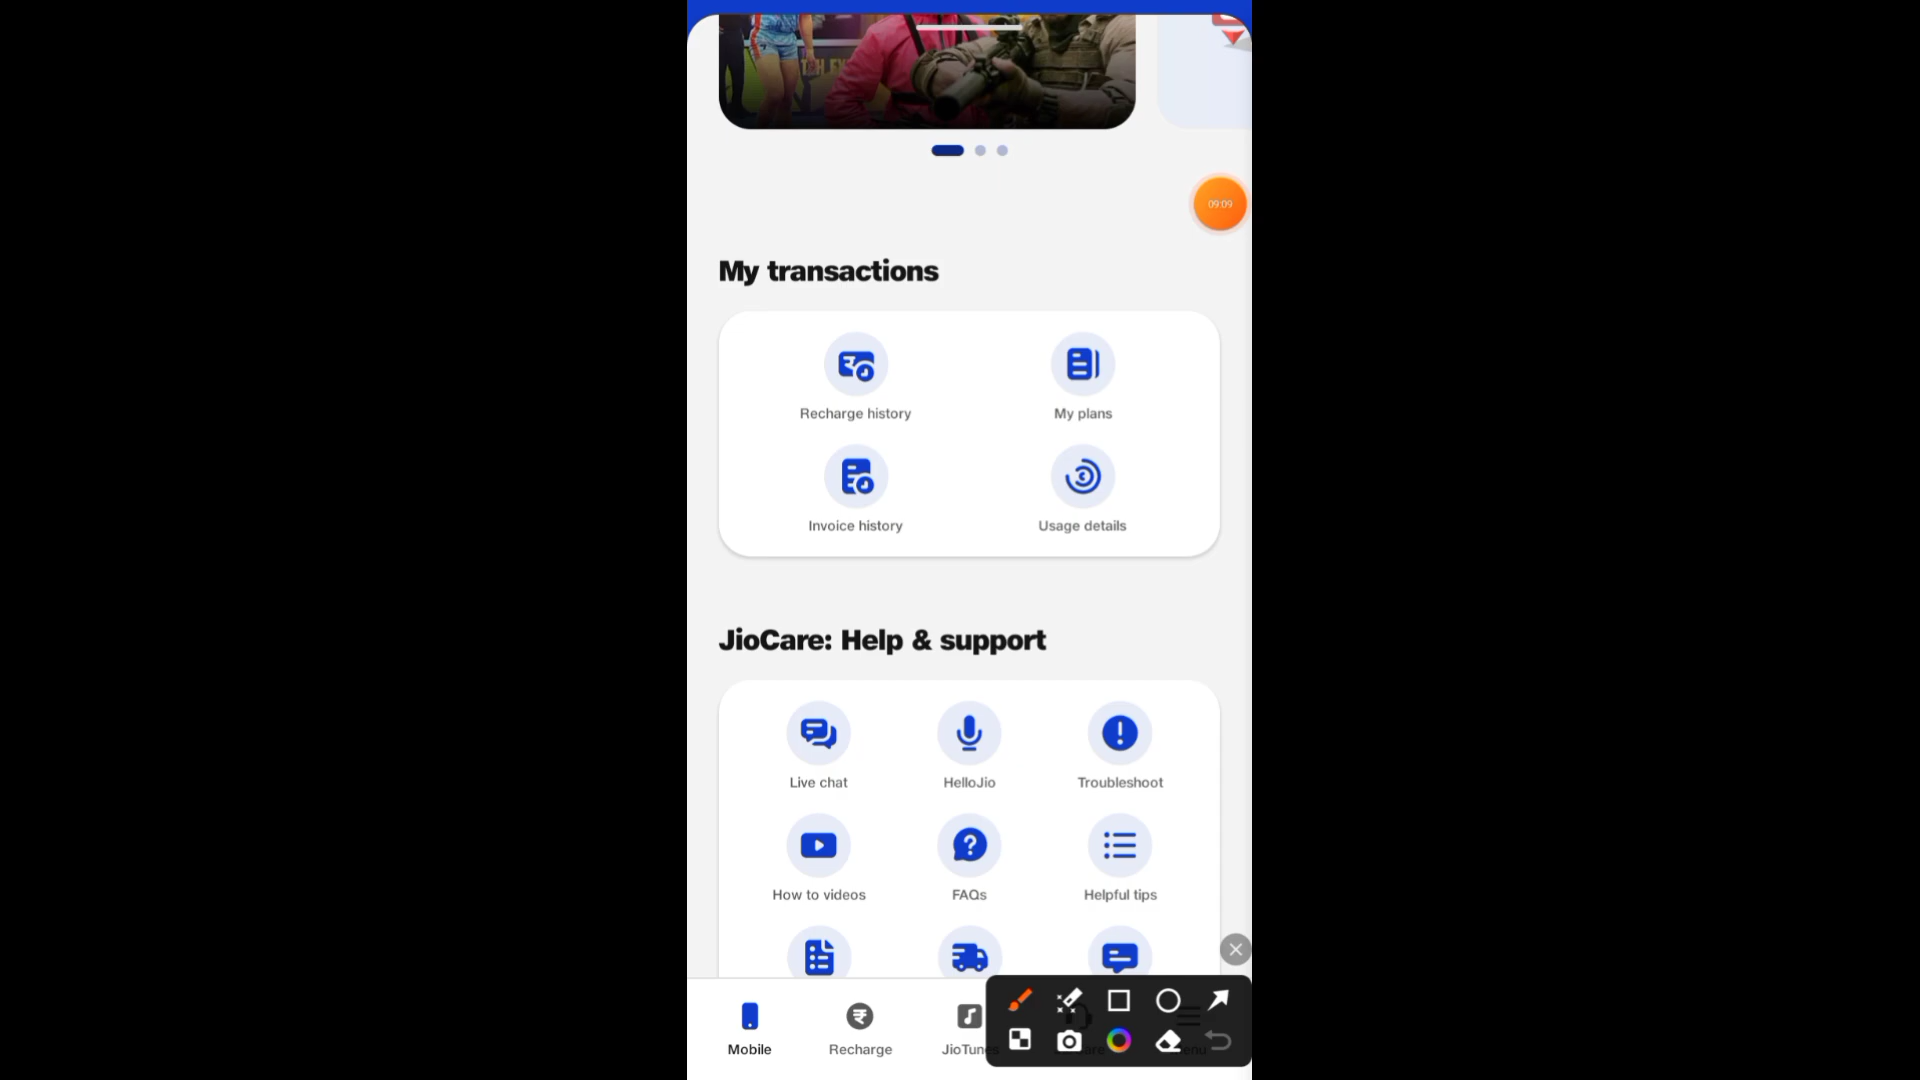 09:09
My transactions
Recharge history
My plans
Invoice history
Usage details
JioCare: Help & support
Live chat
HelloJio
Troubleshoot
How to videos
FAQs
Helpful tips
Mobile
Recharge